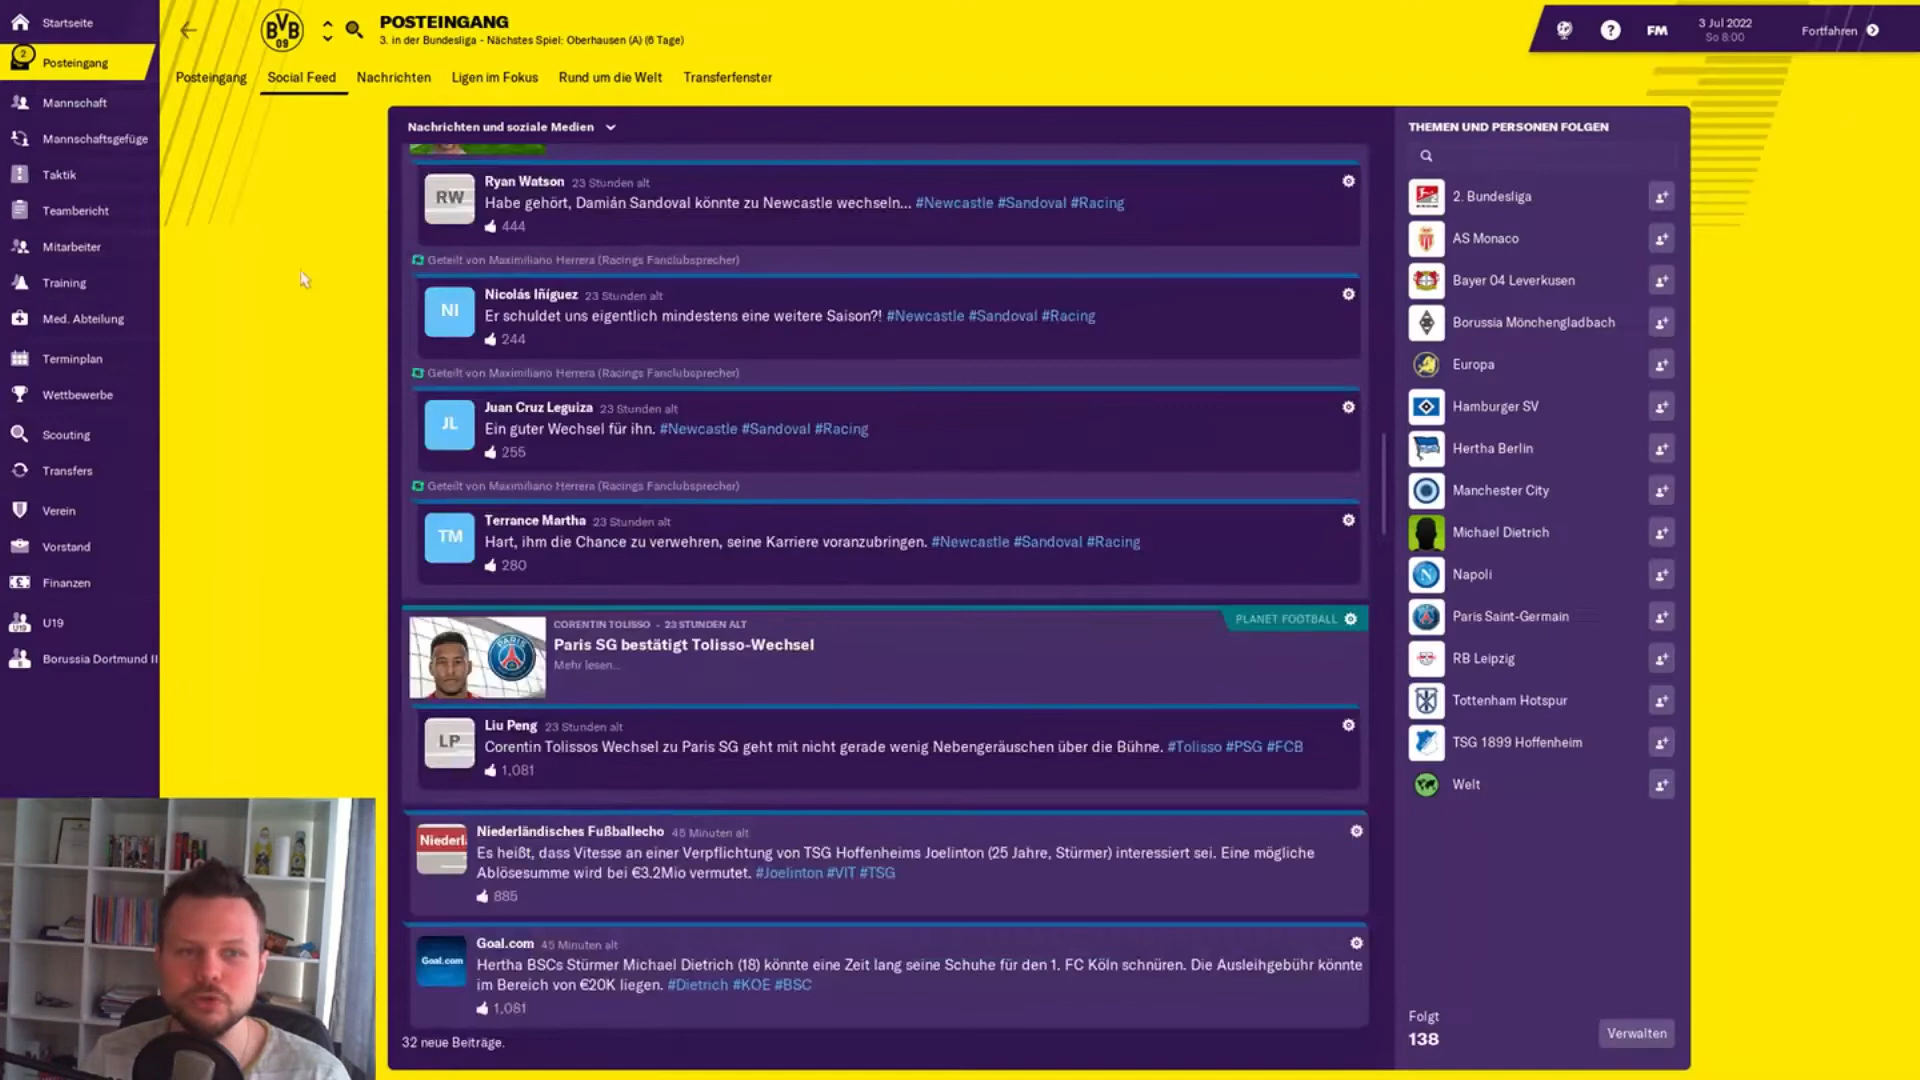 Startseite
2
Posteingang
Mannschaft
Mannschaftsgefüge
Taktik
Teambericht
Mitarbeiter
Training
Med. Abteilung
Terminplan
Wettbewerbe
Scouting
Transfers
Verein
Vorstand
Finanzen
U19
Borussia Dortmund II
BVB
09
POSTEINGANG
3. in der Bundesliga - Nächstes Spiel: Oberhausen (A) (6 Tage)
?
FM
3 Jul 2022
So 8:00
Fortfahren
Posteingang
Social Feed
Nachrichten
Ligen im Fokus
Rund um die Welt
Transferfenster
Nachrichten und soziale Medien
RW
Ryan Watson 23 Stunden alt
Habe gehört, Damián Sandoval könnte zu Newcastle wechseln... #Newcastle #Sandoval #Racing
444
Geteilt von Maximiliano Herrera (Racings Fanclubsprecher)
NI
Nicolás Iñíguez 23 Stunden alt
Er schuldet uns eigentlich mindestens eine weitere Saison?! #Newcastle #Sandoval #Racing
244
Geteilt von Maximiliano Herrera (Racings Fanclubsprecher)
JL
Juan Cruz Leguiza 23 Stunden alt
Ein guter Wechsel für ihn. #Newcastle #Sandoval #Racing
255
Geteilt von Maximiliano Herrera (Racings Fanclubsprecher)
TM
Terrance Martha 23 Stunden alt
Hart, ihm die Chance zu verwehren, seine Karriere voranzubringen. #Newcastle #Sandoval #Racing
280
CORENTIN TOLISSO - 23 STUNDEN ALT
PLANET FOOTBALL
Paris SG bestätigt Tolisso-Wechsel
Mehr lesen...
PARIS
LP
Liu Peng 23 Stunden alt
Corentin Tolissos Wechsel zu Paris SG geht mit nicht gerade wenig Nebengeräuschen über die Bühne. #Tolisso #PSG #FCB
1,081
Niederl
Niederländisches Fußballecho 45 Minuten alt
Es heißt, dass Vitesse an einer Verpflichtung von TSG Hoffenheims Joelinton (25 Jahre, Stürmer) interessiert sei. Eine mögliche
Ablösesumme wird bei €3.2Mio vermutet. #Joelinton #VIT #TSG
885
Goal.com
Goal.com 45 Minuten alt
Hertha BSCs Stürmer Michael Dietrich (18) könnte eine Zeit lang seine Schuhe für den 1. FC Köln schnüren. Die Ausleihgebühr könnte
im Bereich von €20K liegen. #Dietrich #KOE #BSC
1,081
32 neue Beiträge.
THEMEN UND PERSONEN FOLGEN
2. Bundesliga
AS Monaco
Bayer 04 Leverkusen
Borussia Mönchengladbach
Europa
Hamburger SV
Hertha Berlin
Manchester City
Michael Dietrich
Napoli
Paris Saint-Germain
RB Leipzig
Tottenham Hotspur
TSG 1899 Hoffenheim
Welt
Folgt
138
Verwalten